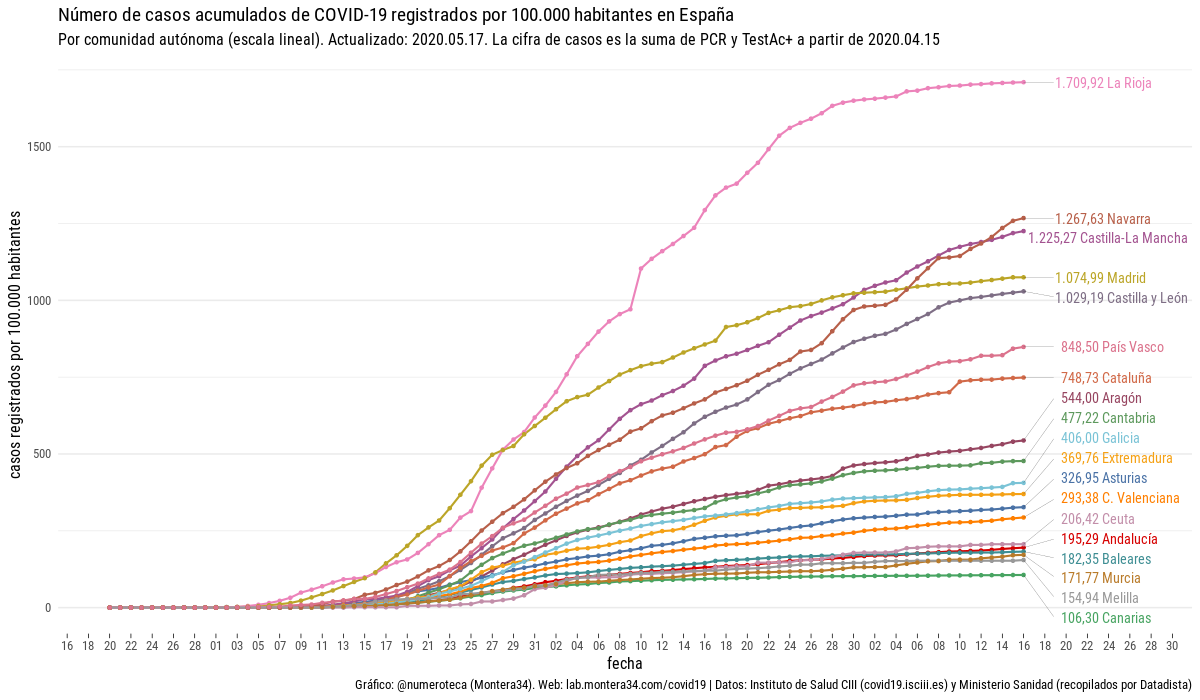 Número de casos acumulados de COVID-19 registrados por 100.000 habitantes en España
Por comunidad autónoma (escala lineal). Actualizado: 2020.05.17. La cifra de casos es la suma de PCR y TestAc+ a partir de 2020.04.15
casos registrados por 100.000 habitantes
1500
1000
500
0
1.709,92 La Rioja
1.267,63 Navarra
1.225,27 Castilla-La Mancha
1.074,99 Madrid
1.029,19 Castilla y León
848,50 País Vasco
748,73 Cataluña
544,00 Aragón
477,22 Cantabria
406,00 Galicia
369,76 Extremadura
326,95 Asturias
293,38 C. Valenciana
206,42 Ceuta
195,29 Andalucía
182,35 Baleares
171,77 Murcia
154,94 Melilla
106,30 Canarias
16 18 20 22 24 26 28 01 03 05 07 09 11 13 15 17 19 21 23 25 27 29 31 02 04 06 08 10 12 14 16 18 20 22 24 26 28 30 02 04 06 08 10 12 14 16 18 20 22 24 26 28 30
fecha
Gráfico: @numeroteca (Montera34). Web: lab.montera34.com/covid19 | Datos: Instituto de Salud CIII (covid19.isciii.es) y Ministerio Sanidad (recopilados por Datadista)